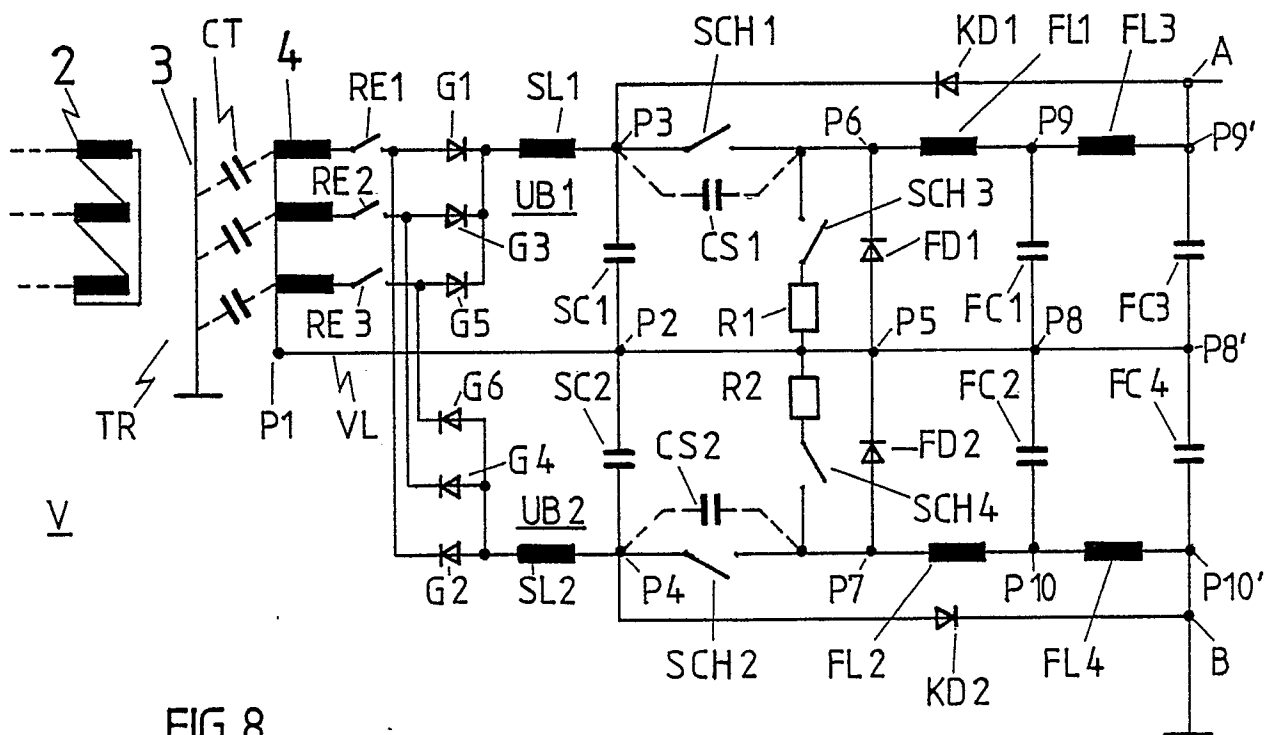 SCH1
KD1
FL1
FL3
CT
2
3
4
RE1
G1
SL1
A
P3
P6
P9
P9'
RE2
UB1
G3
CS1
SCH3
FD1
SC1
R1
FC1
FC3
RE3
G5
P2
P5
P8
P8'
TR
P1
VL
G6
SC2
R2
FC2
FC4
G4
CS2
FD2
SCH4
V
UB2
G2
SL2
P4
P7
P10
P10'
SCH2
FL2
KD2
FL4
B
FIG 8